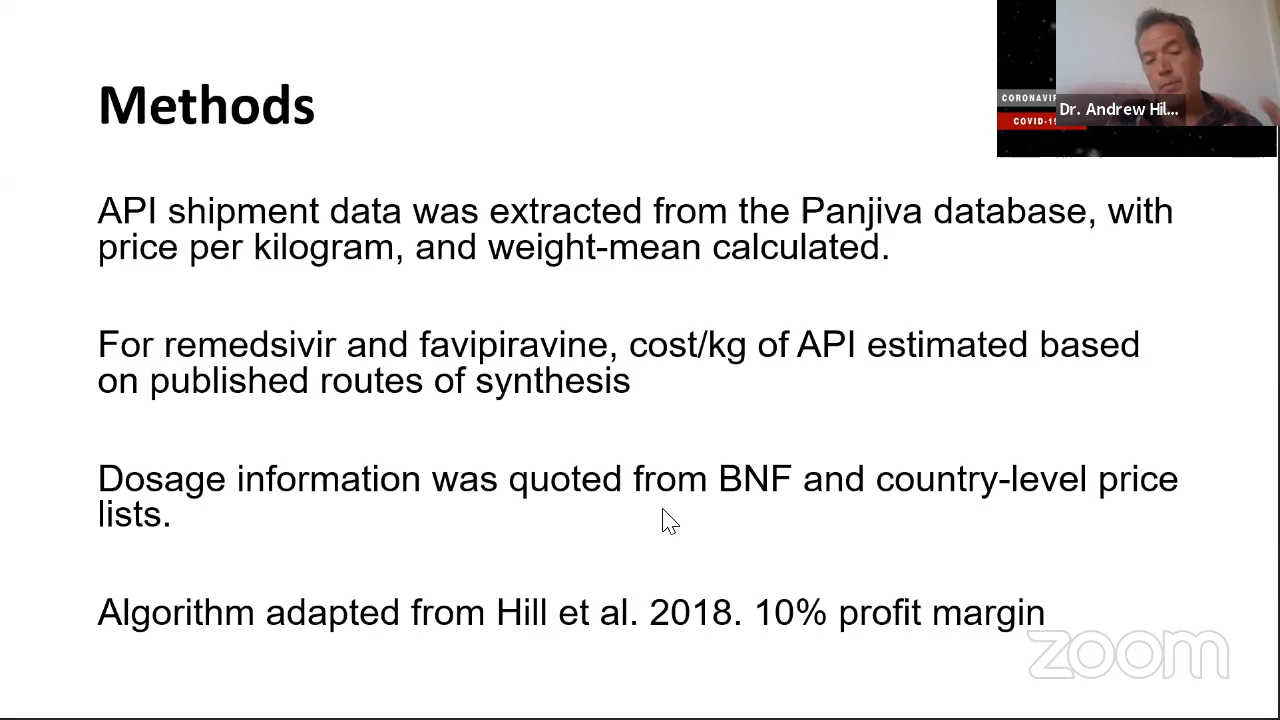 Methods
API shipment data was extracted from the Panjiva database, with
price per kilogram, and weight-mean calculated.
For remedsivir and favipiravine, cost/kg of API estimated based
on published routes of synthesis
Dosage information was quoted from BNF and country-level price
lists.
Algorithm adapted from Hill et al. 2018. 10% profit margin
CORONAVIR
COVID-19
Dr. Andrew Hil...
zoom